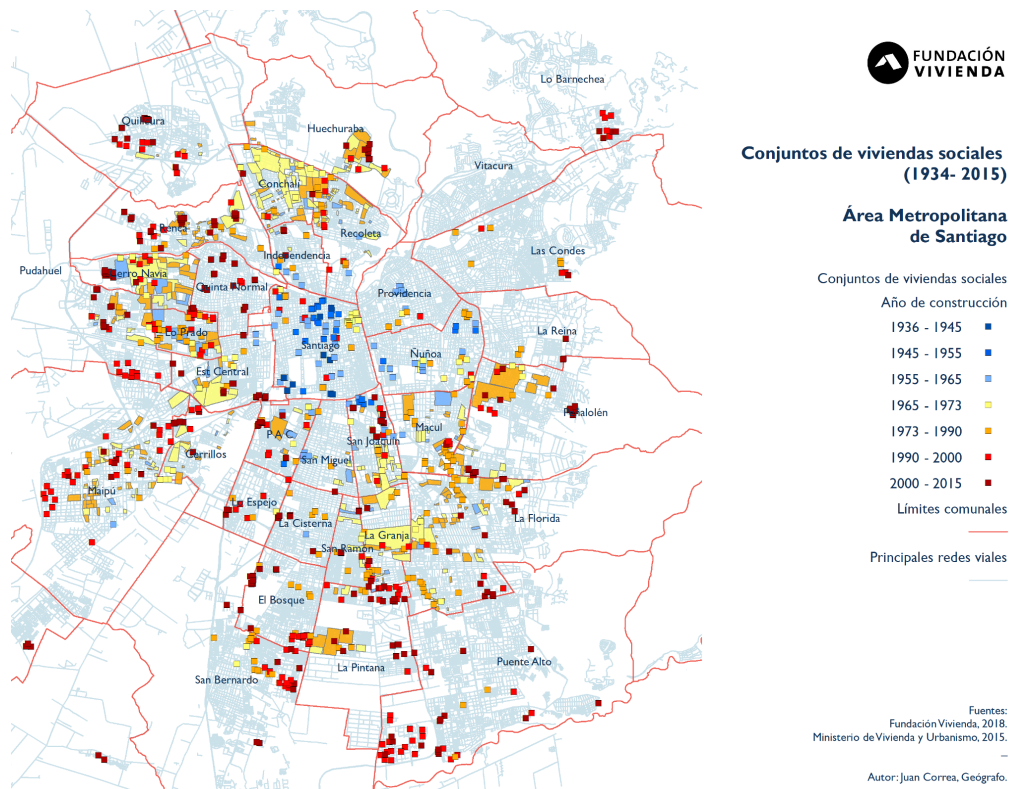 FUNDACIÓN
VIVIENDA
Conjuntos de viviendas sociales
(1934- 2015)
Área Metropolitana
de Santiago
Conjuntos de viviendas sociales
Año de construcción
1936 - 1945
1945 - 1955
1955 - 1965
1965 - 1973
1973 - 1990
1990 - 2000
2000 - 2015
Límites comunales
Principales redes viales
Fuentes:
Fundación Vivienda, 2018.
Ministerio de Vivienda y Urbanismo, 2015.
–
Autor: Juan Correa, Geógrafo.
Lo Barnechea
Quilicura
Huechuraba
Vitacura
Conchalí
Renca
Recoleta
Las Condes
Independencia
Pudahuel
Cerro Navia
Quinta Normal
Providencia
Lo Prado
La Reina
Santiago
Ñuñoa
Est Central
Peñalolén
Macul
P A C
San Joaquín
Cerrillos
San Miguel
Maipú
Lo Espejo
La Cisterna
La Florida
La Granja
San Ramón
El Bosque
La Pintana
Puente Alto
San Bernardo